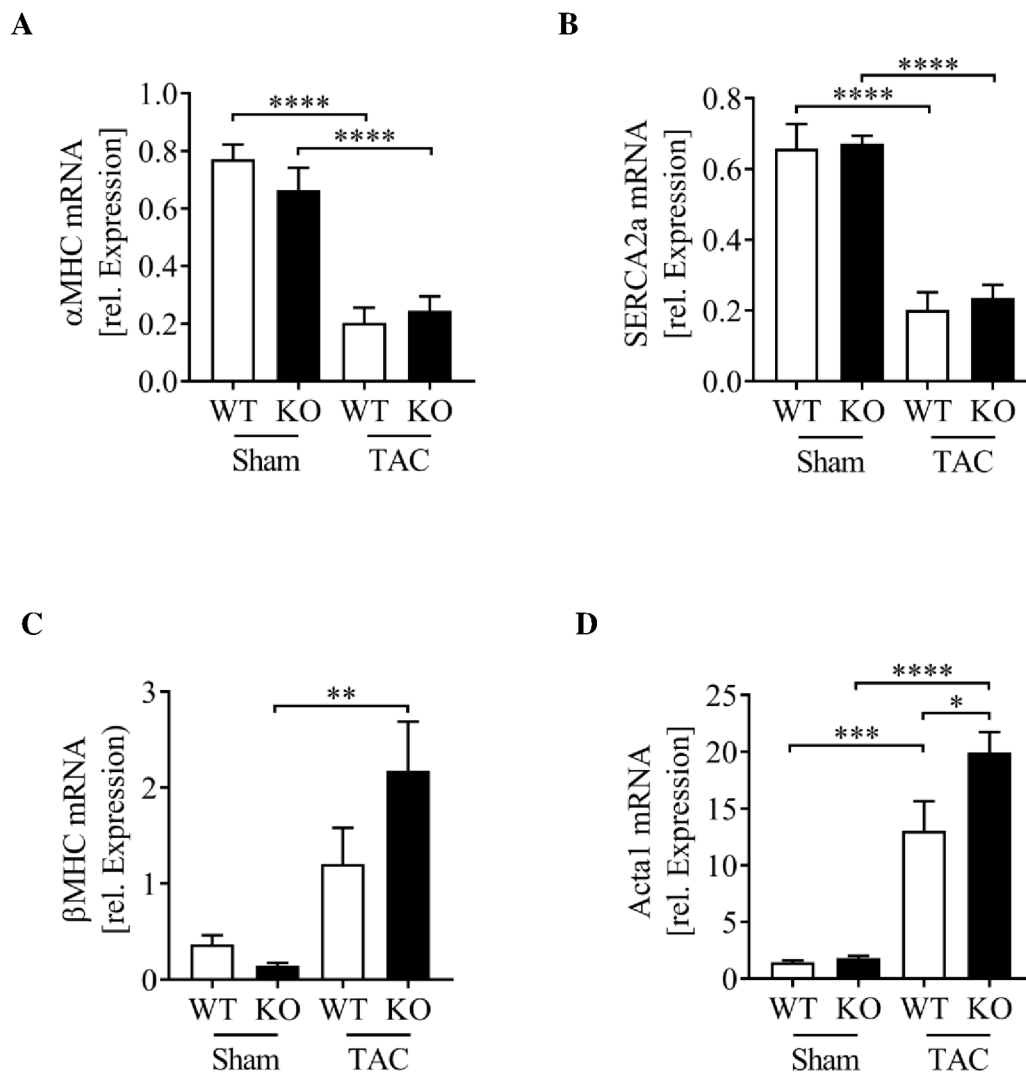 A
αMHC mRNA
[rel. Expression]
1.0
0.8
0.6
0.4
0.2
0.0
****
****
WT KO WT KO
Sham TAC
B
SERCA2a mRNA
[rel. Expression]
0.8
0.6
0.4
0.2
0.0
****
****
WT KO WT KO
Sham TAC
C
βMHC mRNA
[rel. Expression)
3
2
1
0
**
WT KO WT KO
Sham TAC
D
Acta1 mRNA
[rel. Expression]
25
20
15
10
5
0
****
*
***
WT KO WT KO
Sham TAC